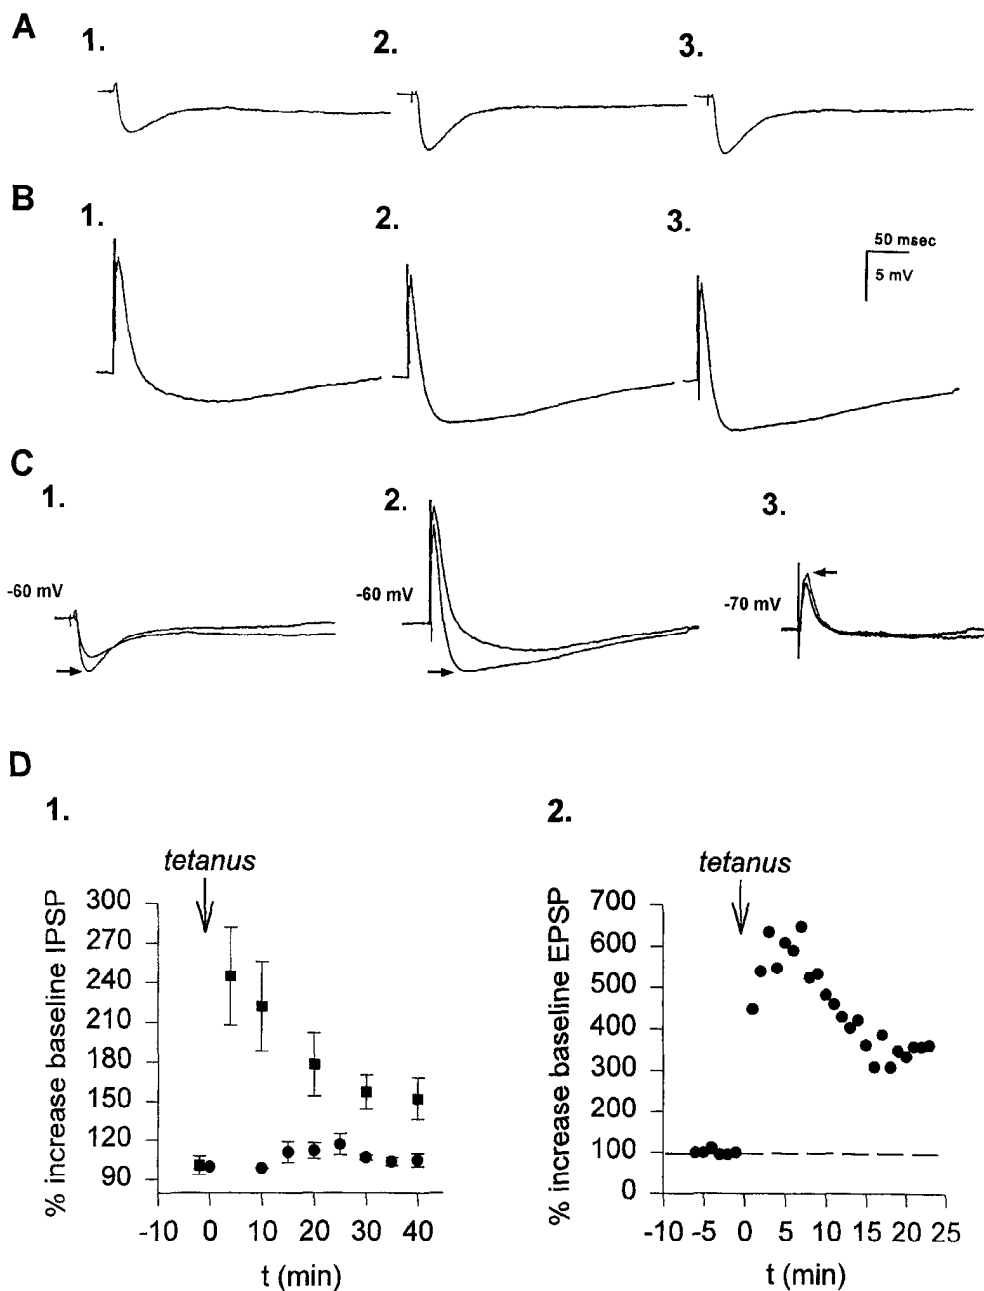 A
1.
2.
3.
B
1.
2.
3.
50 msec
5 mV
C
1.
2.
3.
-60 mV
-60 mV
-70 mV
D
1.
2.
tetanus
tetanus
% increase baseline IPSP
300
270
240
210
180
150
120
90
-10 0 10 20 30 40
t (min)
% increase baseline EPSP
700
600
500
400
300
200
100
0
-10 -5 0 5 10 15 20 25
t (min)